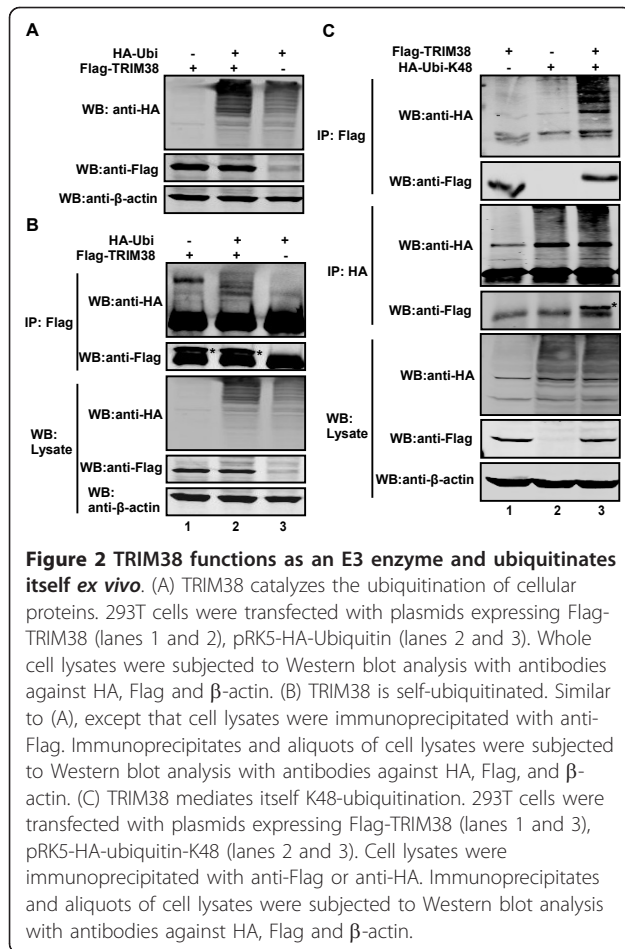 A
HA-Ubi - + +
Flag-TRIM38 + + -
WB: anti-HA
WB:anti-Flag
WB:anti-β-actin
B
HA-Ubi - + +
Flag-TRIM38 + + -
IP: Flag
WB:anti-HA
WB:anti-Flag
* *
WB:
Lysate
WB:anti-HA
WB:anti-Flag
WB:
anti-β-actin
1 2 3
C
Flag-TRIM38 + - +
HA-Ubi-K48 - + +
IP: Flag
WB:anti-HA
WB:anti-Flag
IP: HA
WB:anti-HA
WB:anti-Flag
*
WB:
Lysate
WB:anti-HA
WB:anti-Flag
WB:anti-β-actin
1 2 3
Figure 2 TRIM38 functions as an E3 enzyme and ubiquitinates
itself ex vivo. (A) TRIM38 catalyzes the ubiquitination of cellular
proteins. 293T cells were transfected with plasmids expressing Flag-
TRIM38 (lanes 1 and 2), pRK5-HA-Ubiquitin (lanes 2 and 3). Whole
cell lysates were subjected to Western blot analysis with antibodies
against HA, Flag and β-actin. (B) TRIM38 is self-ubiquitinated. Similar
to (A), except that cell lysates were immunoprecipitated with anti-
Flag. Immunoprecipitates and aliquots of cell lysates were subjected
to Western blot analysis with antibodies against HA, Flag, and β-
actin. (C) TRIM38 mediates itself K48-ubiquitination. 293T cells were
transfected with plasmids expressing Flag-TRIM38 (lanes 1 and 3),
pRK5-HA-ubiquitin-K48 (lanes 2 and 3). Cell lysates were
immunoprecipitated with anti-Flag or anti-HA. Immunoprecipitates
and aliquots of cell lysates were subjected to Western blot analysis
with antibodies against HA, Flag and β-actin.